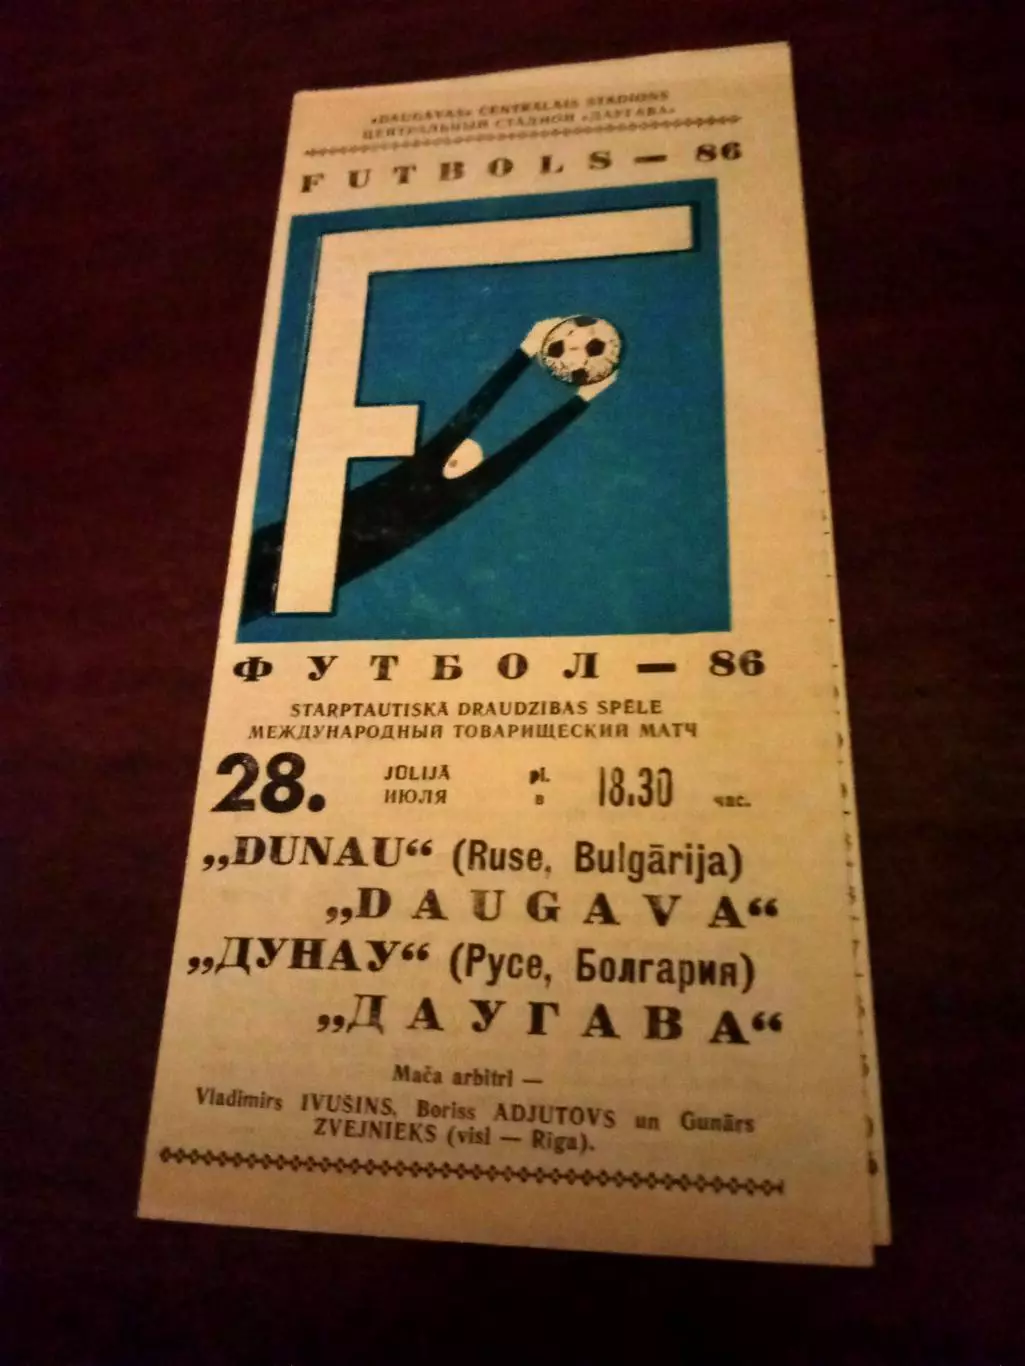 «DAUGAVAS» CENTRĀLAIS STADIONS
ЦЕНТРАЛЬНЫЙ СТАДИОН «ДАУГАВА»
FUTBOLS — 86
F
ФУТБОЛ — 86
STARPTAUTISKĀ DRAUDZĪBAS SPĒLE
МЕЖДУНАРОДНЫЙ ТОВАРИЩЕСКИЙ МАТЧ
28. JŪLIJĀ pl. 18.30
ИЮЛЯ в час.
„DUNAU“ (Ruse, Bulgārija)
„DAUGAVA“
„ДУНАУ“ (Русе, Болгария)
„ДАУГАВА“
Mača arbitri —
Vladimirs IVUŠINS, Boriss ADJUTOVS un Gunārs
ZVEJNIEKS (visi — Rīga).